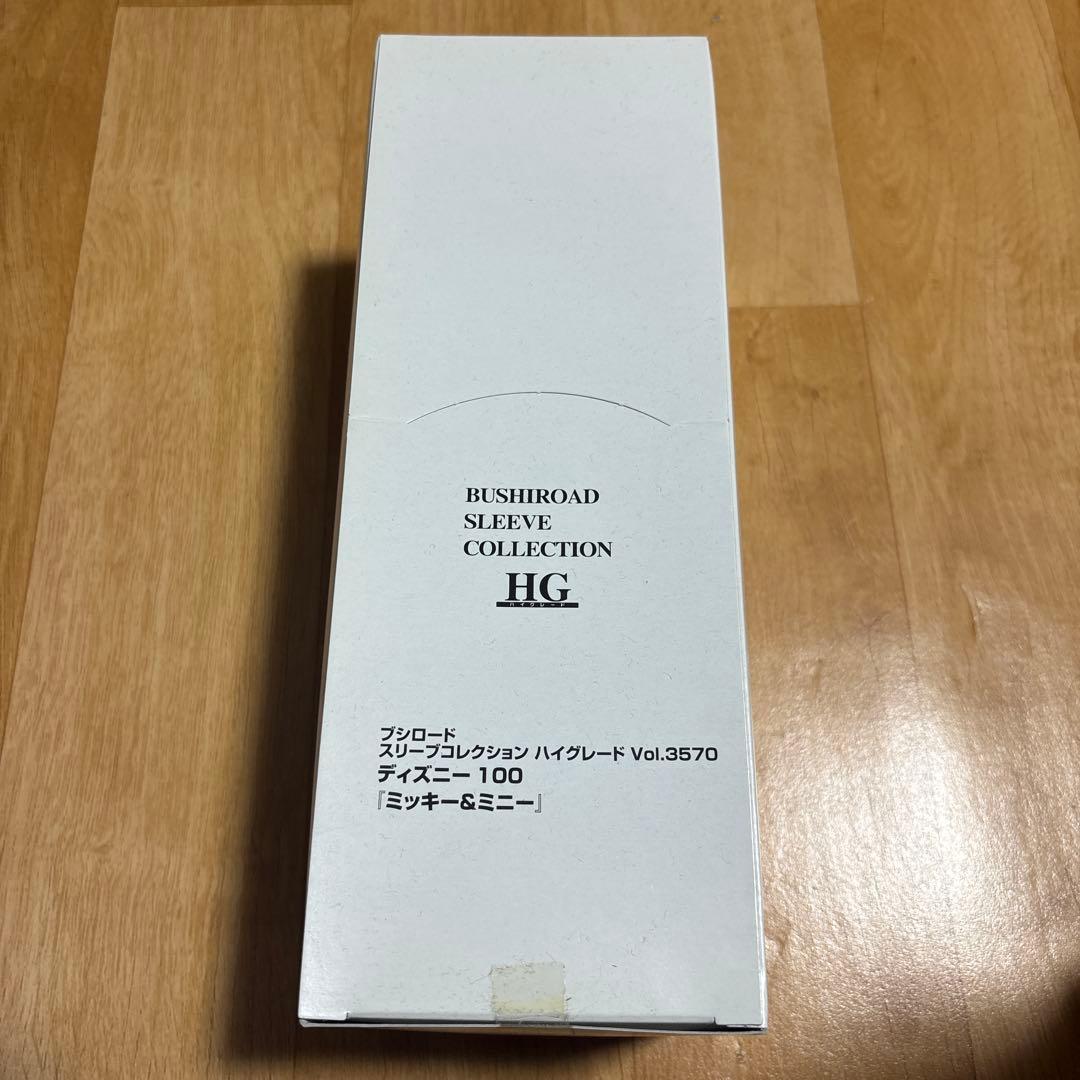 BUSHIROAD
SLEEVE
COLLECTION
HG
ハイグレード
ブシロード
スリーブコレクション ハイグレード Vol.3570
ディズニー 100
『ミッキー&ミニー』